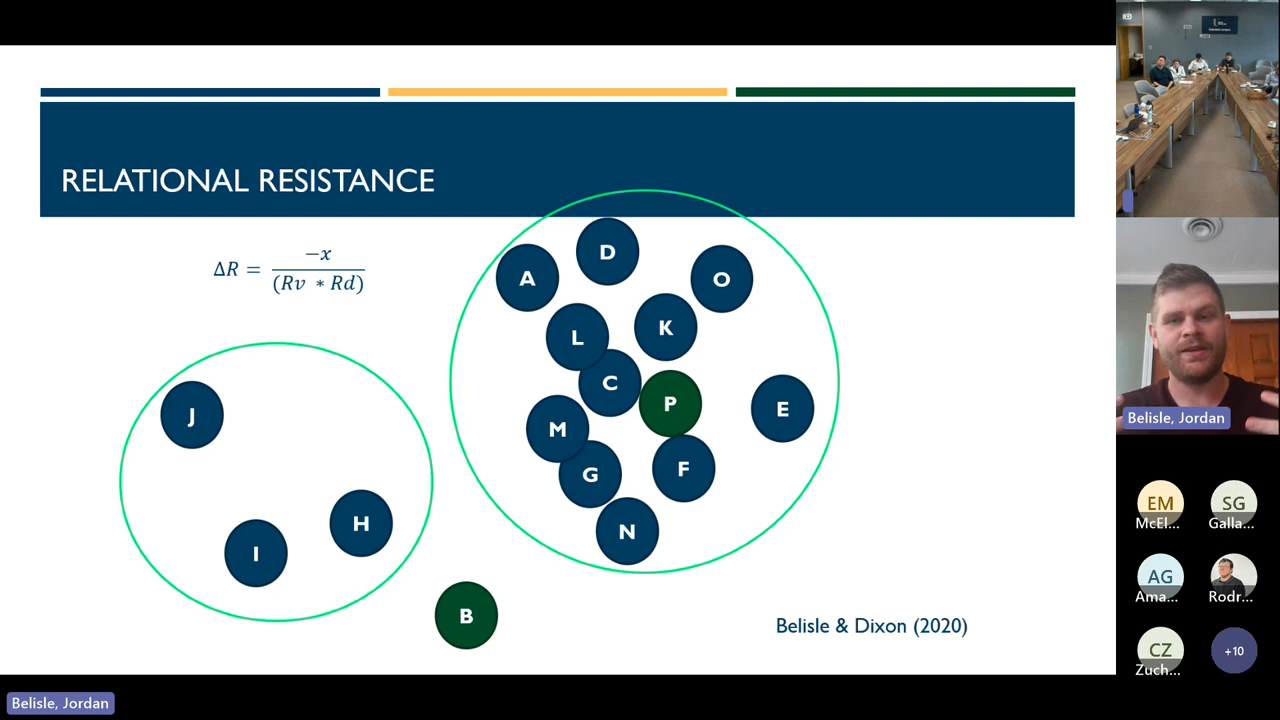 RELATIONAL RESISTANCE
ΔR = −x / (Rv * Rd)
A
D
O
L
K
C
P
E
M
G
F
N
J
H
I
B
Belisle & Dixon (2020)
Belisle, Jordan
Belisle, Jordan
EM
McEl...
SG
Galla...
AG
Ama...
Rodr...
CZ
Zuch...
+10